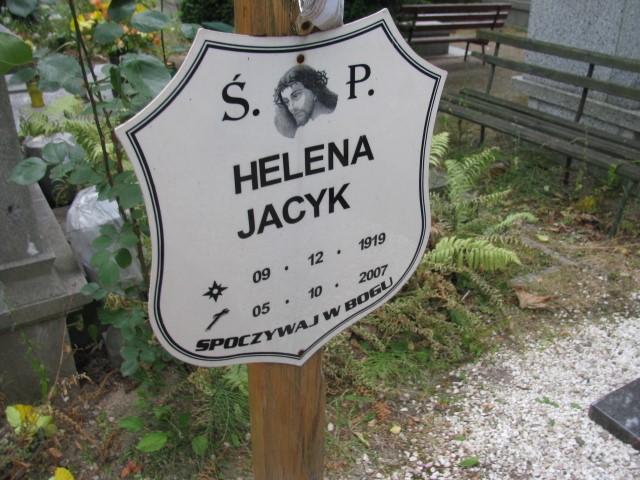 Ś. P.
HELENA
JACYK
09 · 12 · 1919
05 · 10 · 2007
SPOCZYWAJ W BOGU